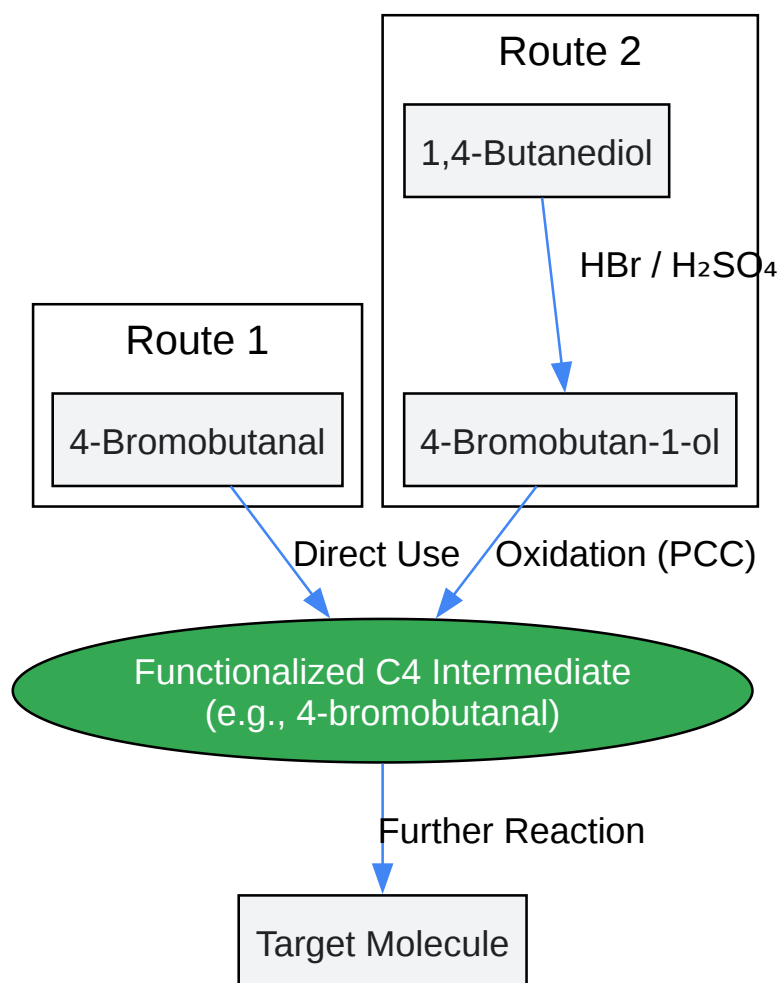 Route 2
1,4-Butanediol
HBr / H₂SO₄
Route 1
4-Bromobutanal
4-Bromobutan-1-ol
Direct Use
Oxidation (PCC)
Functionalized C4 Intermediate
(e.g., 4-bromobutanal)
Further Reaction
Target Molecule